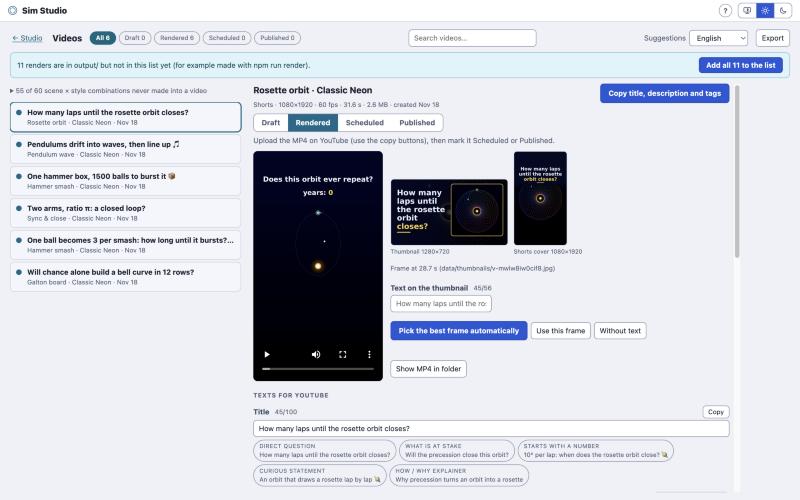 Sim Studio
?
← Studio
Videos
All 6
Draft 0
Rendered 6
Scheduled 0
Published 0
Search videos...
Suggestions
English
Export
11 renders are in output/ but not in this list yet (for example made with npm run render).
Add all 11 to the list
55 of 60 scene × style combinations never made into a video
How many laps until the rosette orbit closes?
Rosette orbit · Classic Neon · Nov 18
Pendulums drift into waves, then line up 🎵
Pendulum wave · Classic Neon · Nov 18
One hammer box, 1500 balls to burst it 📦
Hammer smash · Classic Neon · Nov 18
Two arms, ratio π: a closed loop?
Sync & close · Classic Neon · Nov 18
One ball becomes 3 per smash: how long until it bursts?...
Hammer smash · Classic Neon · Nov 18
Will chance alone build a bell curve in 12 rows?
Galton board · Classic Neon · Nov 18
Rosette orbit · Classic Neon
Shorts · 1080×1920 · 60 fps · 31.6 s · 2.6 MB · created Nov 18
Copy title, description and tags
Draft
Rendered
Scheduled
Published
Upload the MP4 on YouTube (use the copy buttons), then mark it Scheduled or Published.
Does this orbit ever repeat?
years: 0
How many
laps until
the rosette
orbit
closes?
Thumbnail 1280×720
How many laps
until the rosette
orbit closes?
Shorts cover 1080×1920
Frame at 28.7 s
Text on the thumbnail 45/56
How many laps until the ro:
Pick the best frame automatically
Use this frame
Without text
Show MP4 in folder
TEXTS FOR YOUTUBE
Title 45/100
Copy
How many laps until the rosette orbit closes?
DIRECT QUESTION
How many laps until the rosette orbit closes?
WHAT IS AT STAKE
Will the precession close this orbit?
STARTS WITH A NUMBER
10° per lap: when does the rosette orbit close?
CURIOUS STATEMENT
An orbit that draws a rosette lap by lap
HOW / WHY EXPLAINER
Why precession turns an orbit into a rosette